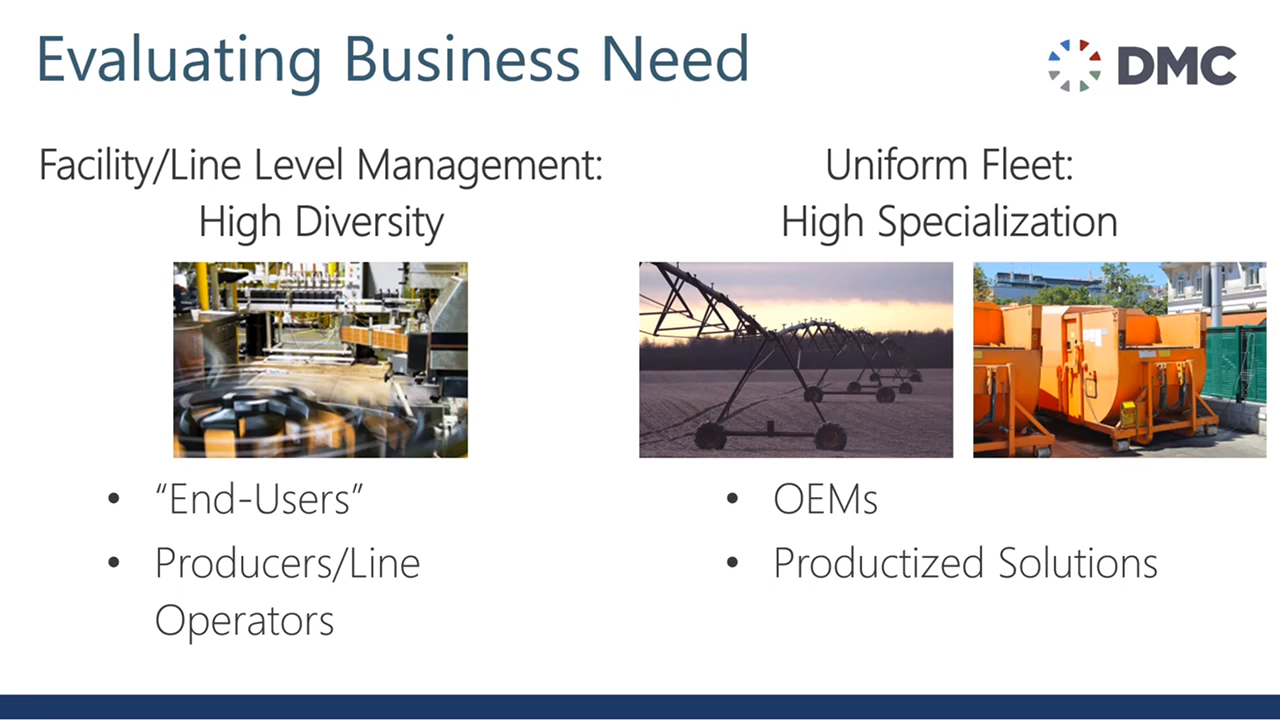 Evaluating Business Need
DMC
Facility/Line Level Management:
High Diversity
• “End-Users”
• Producers/Line
Operators
Uniform Fleet:
High Specialization
• OEMs
• Productized Solutions